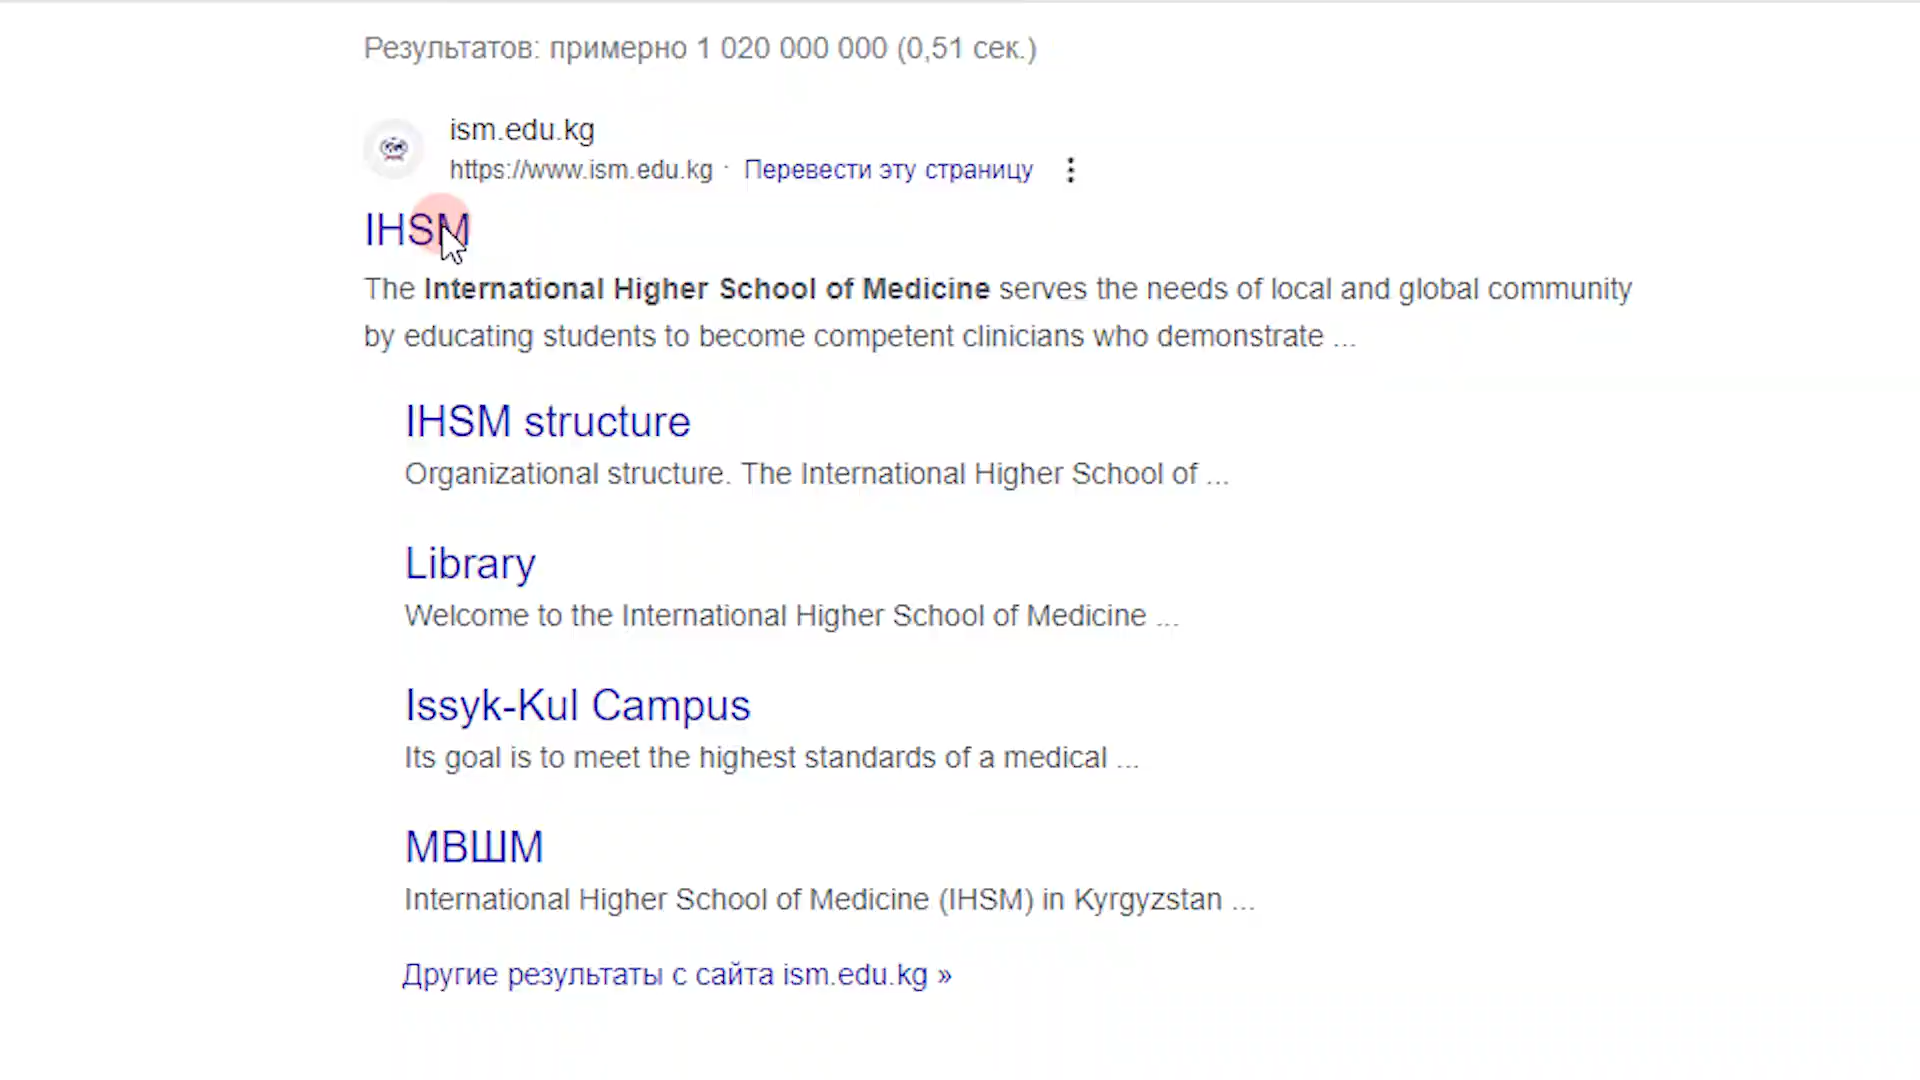 Результатов: примерно 1 020 000 000 (0,51 сек.)
ism.edu.kg
https://www.ism.edu.kg · Перевести эту страницу
IHSM
The International Higher School of Medicine serves the needs of local and global community
by educating students to become competent clinicians who demonstrate ...
IHSM structure
Organizational structure. The International Higher School of ...
Library
Welcome to the International Higher School of Medicine ...
Issyk-Kul Campus
Its goal is to meet the highest standards of a medical ...
МВШМ
International Higher School of Medicine (IHSM) in Kyrgyzstan ...
Другие результаты с сайта ism.edu.kg »